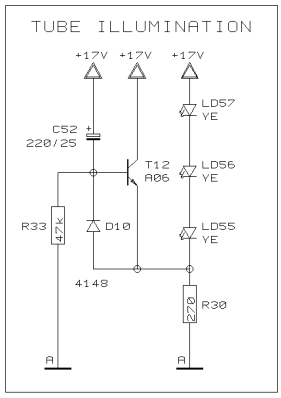 TUBE ILLUMINATION
+17V +17V +17V
LD57
YE
C52 +
220/25
T12
A06
LD56
YE
R33 47k
D10
LD55
YE
4148
270 R30
A A